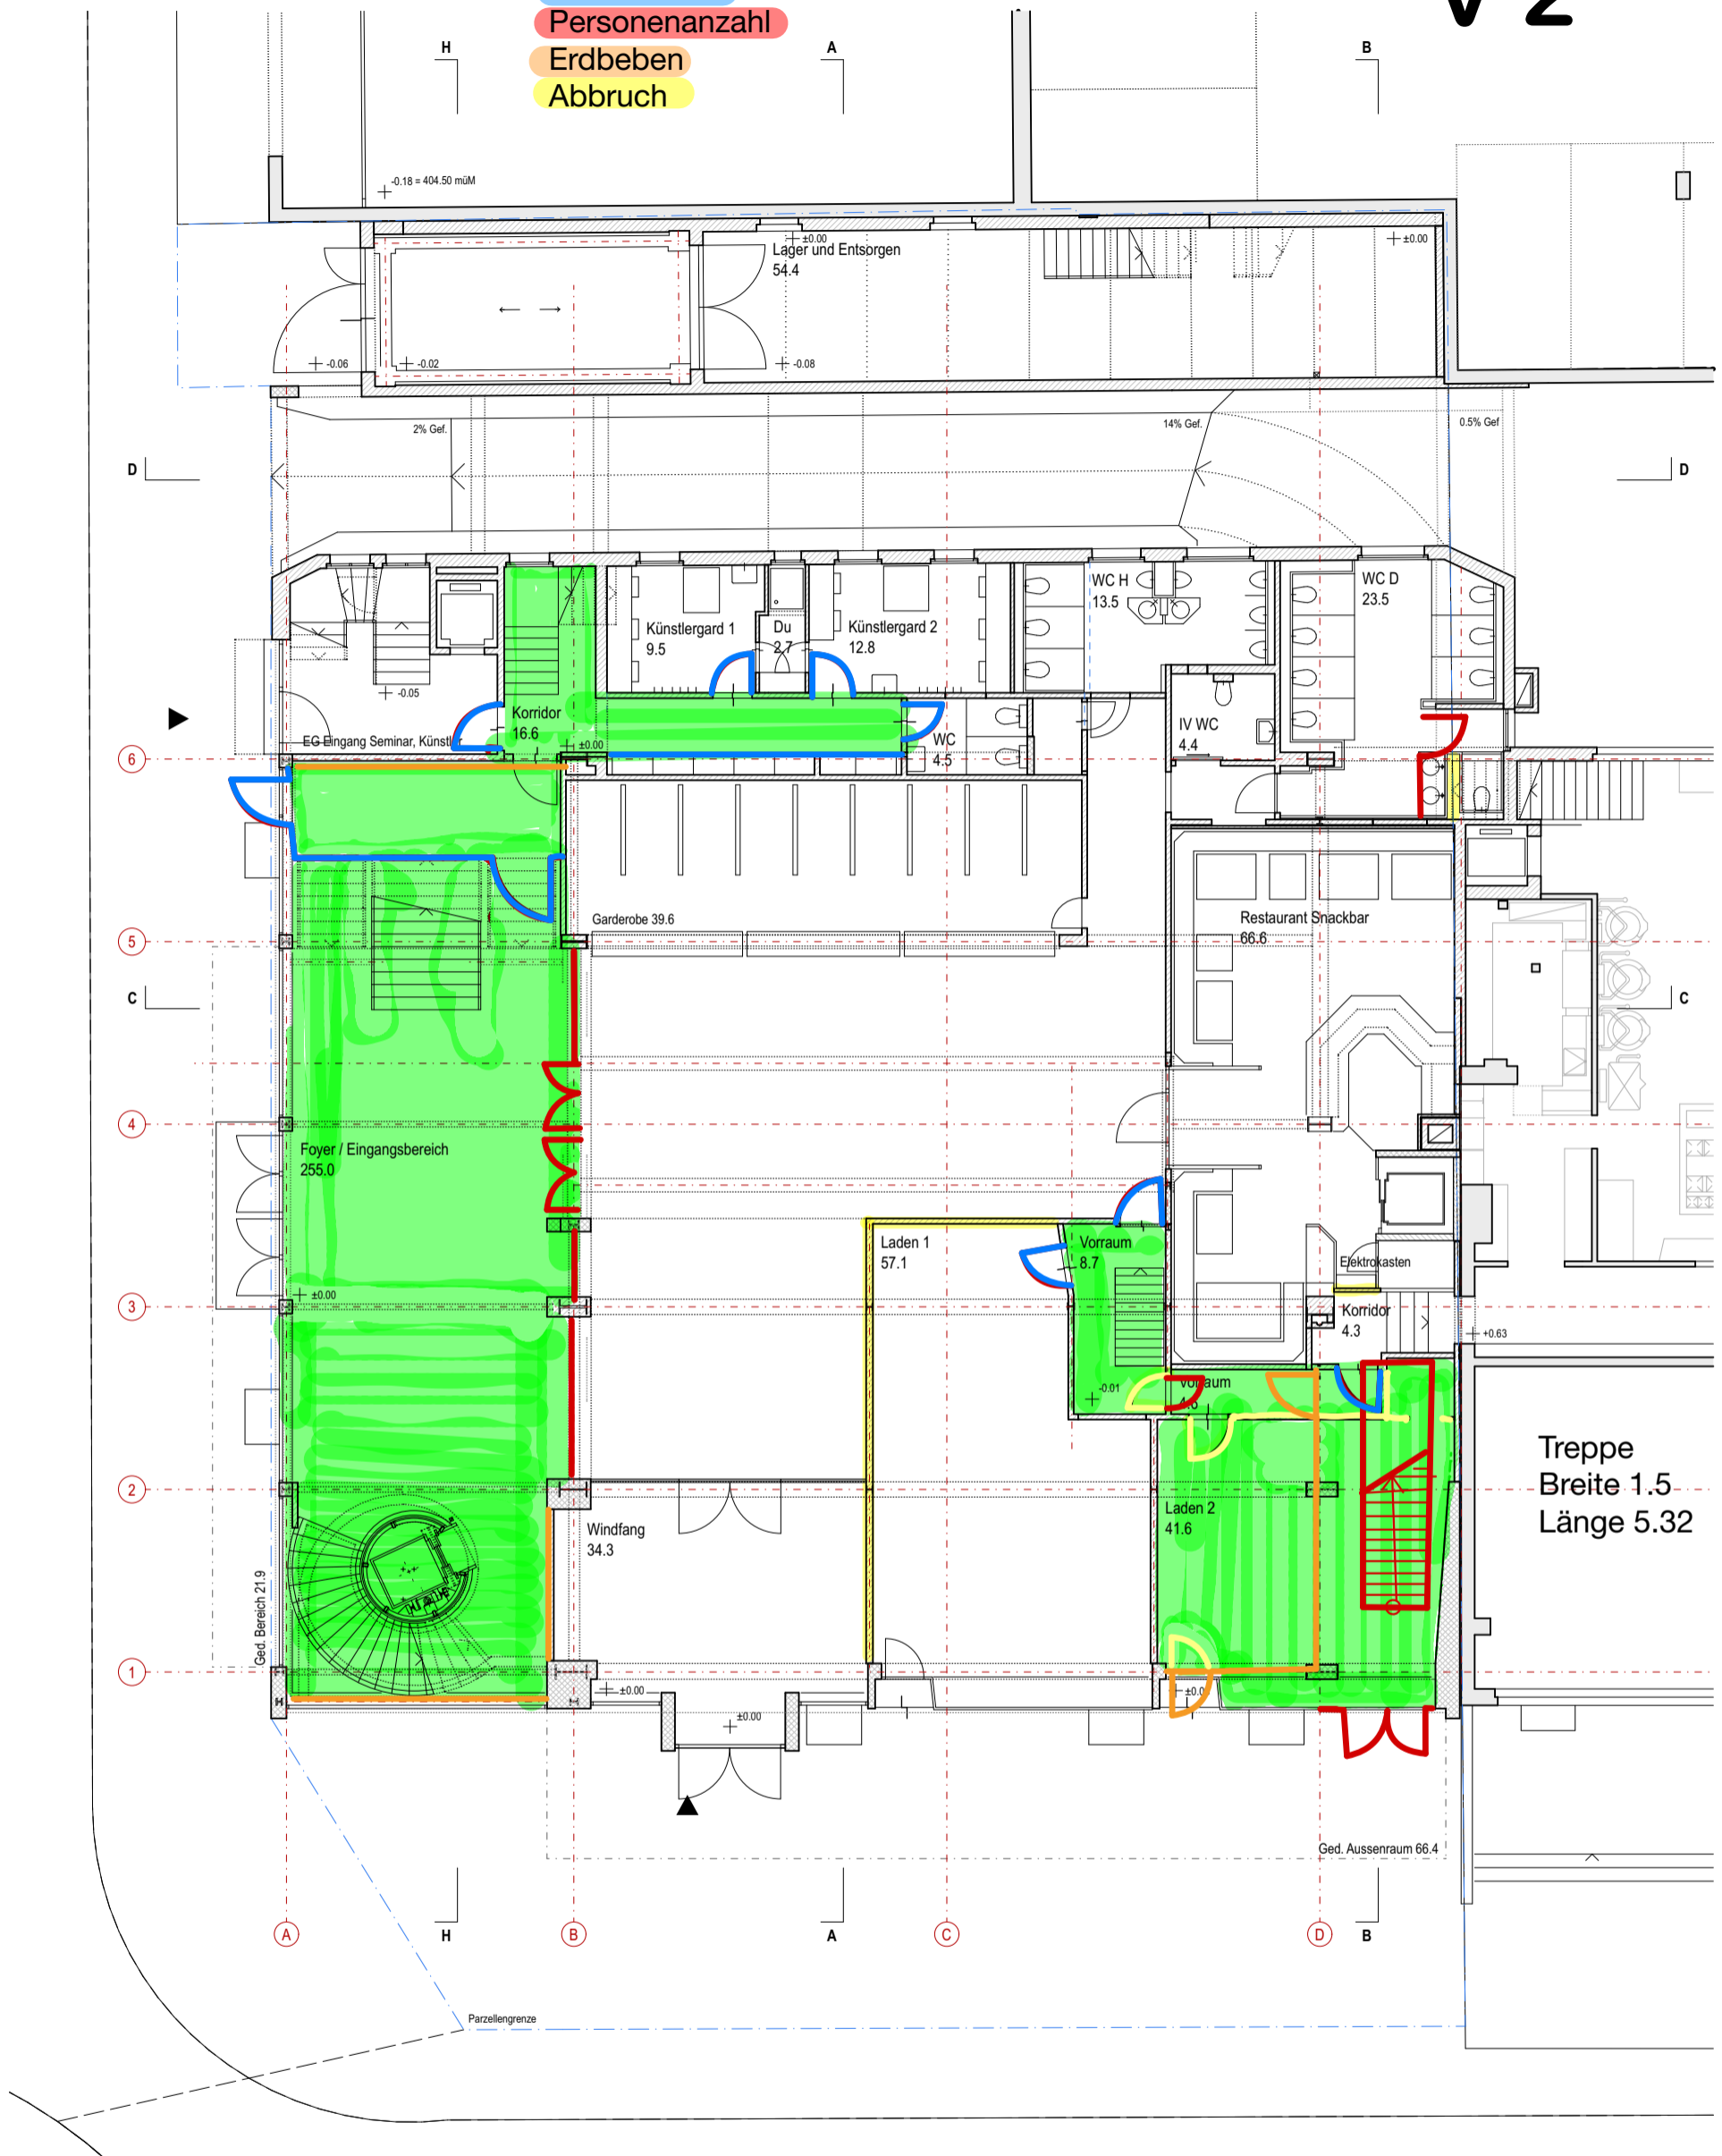 V 2
Personenanzahl
Erdbeben
Abbruch
H
A
B
-0.18 = 404.50 müM
±0.00
Lager und Entsorgen
54.4
±0.00
-0.06
-0.02
-0.08
2% Gef.
14% Gef.
0.5% Gef
D
D
WC H
13.5
WC D
23.5
Künstlergard 1
9.5
Du
2.7
Künstlergard 2
12.8
-0.05
Korridor
16.6
IV WC
4.4
EG Eingang Seminar, Künstler
±0.00
WC
4.5
6
Garderobe 39.6
Restaurant Snackbar
66.6
5
C
C
4
Foyer / Eingangsbereich
255.0
Laden 1
57.1
Vorraum
8.7
Elektrokasten
±0.00
3
Korridor
4.3
+0.63
-0.01
Vorraum
4.6
Treppe
Breite 1.5
Länge 5.32
2
Laden 2
41.6
Windfang
34.3
Ged. Bereich 21.9
1
±0.00
±0.00
±0.0
Ged. Aussenraum 66.4
A
B
C
D
H
A
B
Parzellengrenze